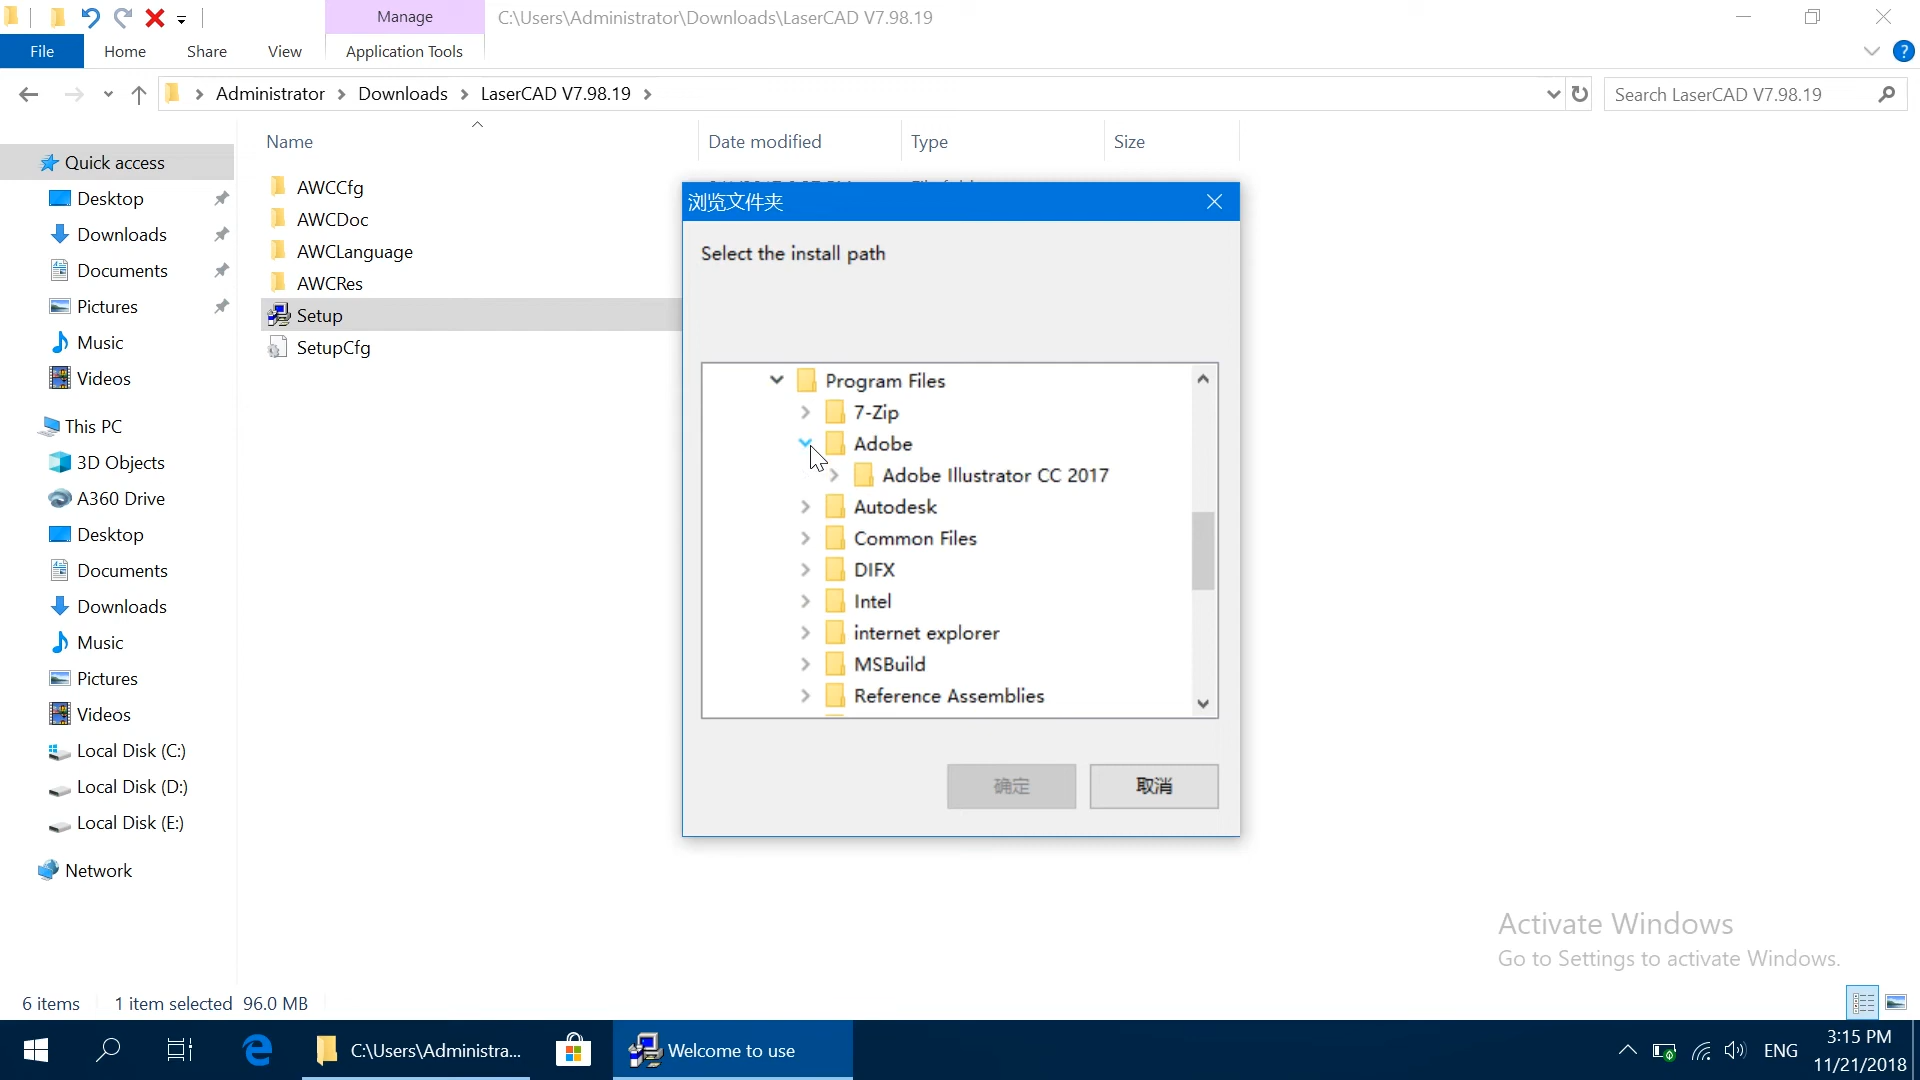 Manage
C:\Users\Administrator\Downloads\LaserCAD V7.98.19
File
Home
Share
View
Application Tools
Administrator
Downloads
LaserCAD V7.98.19
Search LaserCAD V7.98.19
Name
Date modified
Type
Size
Quick access
Desktop
Downloads
Documents
Pictures
Music
Videos
This PC
3D Objects
A360 Drive
Desktop
Documents
Downloads
Music
Pictures
Videos
Local Disk (C:)
Local Disk (D:)
Local Disk (E:)
Network
AWCCfg
AWCDoc
AWCLanguage
AWCRes
Setup
SetupCfg
浏览文件夹
Select the install path
Program Files
7-Zip
Adobe
Adobe Illustrator CC 2017
Autodesk
Common Files
DIFX
Intel
internet explorer
MSBuild
Reference Assemblies
确定
取消
Activate Windows
Go to Settings to activate Windows.
6 items
1 item selected 96.0 MB
C:\Users\Administra...
Welcome to use
ENG
3:15 PM
11/21/2018